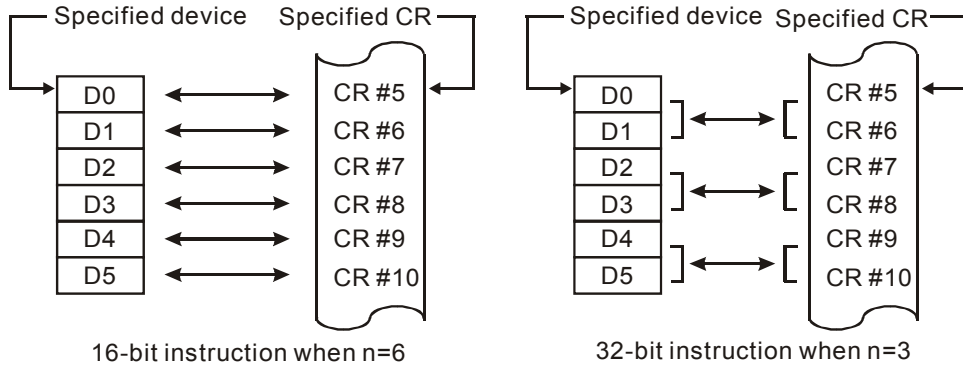 Specified device Specified CR
D0 CR #5
D1 CR #6
D2 CR #7
D3 CR #8
D4 CR #9
D5 CR #10
16-bit instruction when n=6
Specified device Specified CR
D0 CR #5
D1 CR #6
D2 CR #7
D3 CR #8
D4 CR #9
D5 CR #10
32-bit instruction when n=3